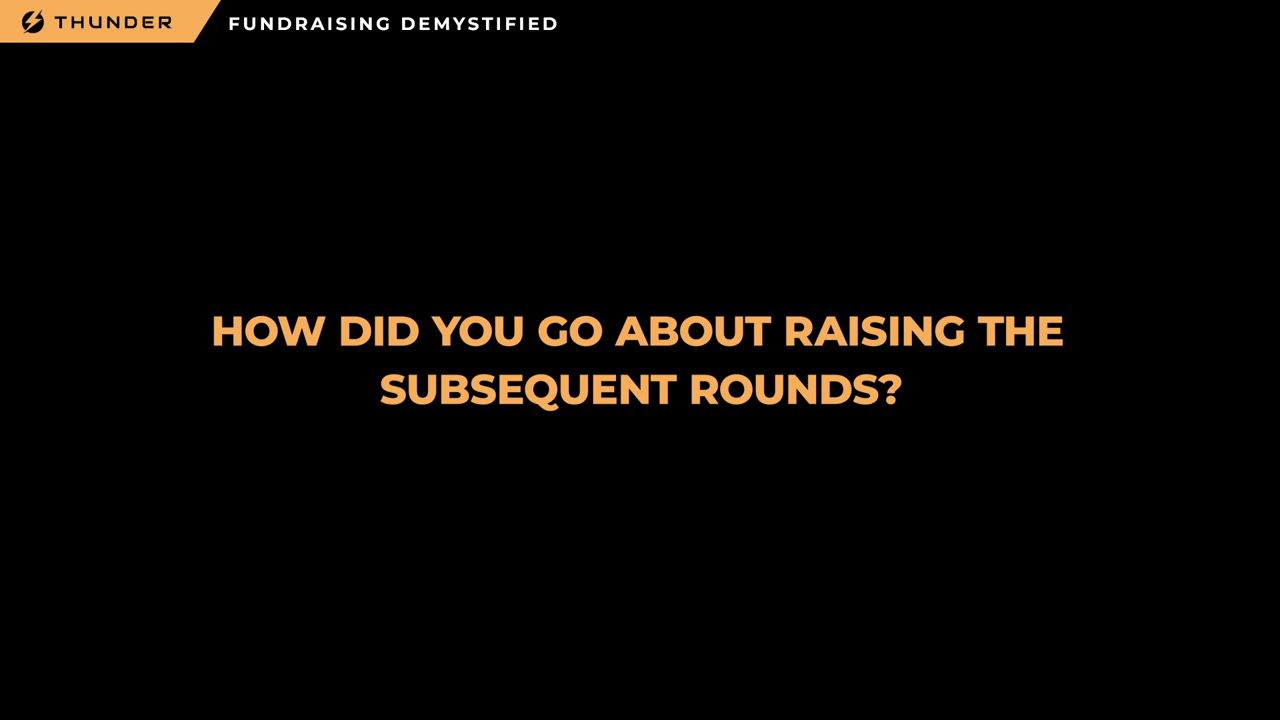 THUNDER
FUNDRAISING DEMYSTIFIED
HOW DID YOU GO ABOUT RAISING THE
SUBSEQUENT ROUNDS?